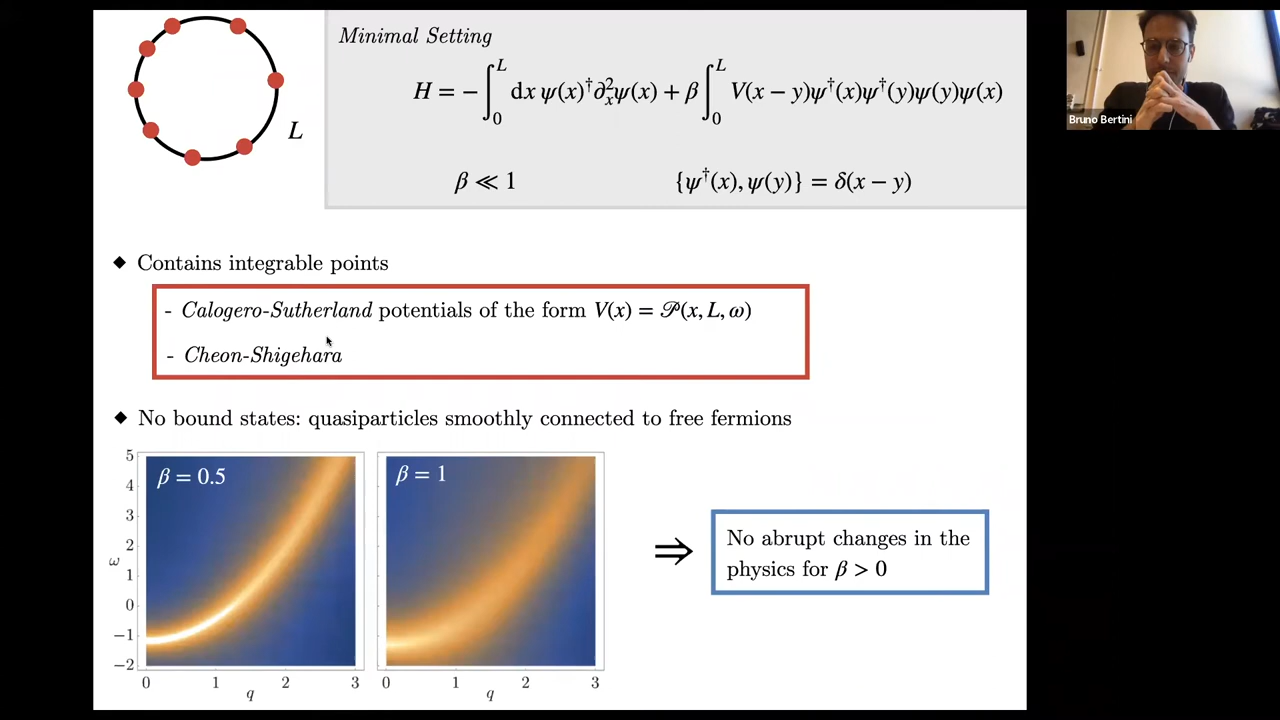 Minimal Setting
H = − ∫₀ᴸ dx ψ(x)†∂ₓ²ψ(x) + β ∫₀ᴸ V(x − y)ψ†(x)ψ†(y)ψ(y)ψ(x)
L
β ≪ 1 {ψ†(x), ψ(y)} = δ(x − y)
Bruno Bertini
◆ Contains integrable points
- Calogero-Sutherland potentials of the form V(x) = 𝒫(x, L, ω)
- Cheon-Shigehara
◆ No bound states: quasiparticles smoothly connected to free fermions
β = 0.5
β = 1
ω
5
4
3
2
1
0
−1
−2
0 1 2 3
q
0 1 2 3
q
⇒
No abrupt changes in the
physics for β > 0